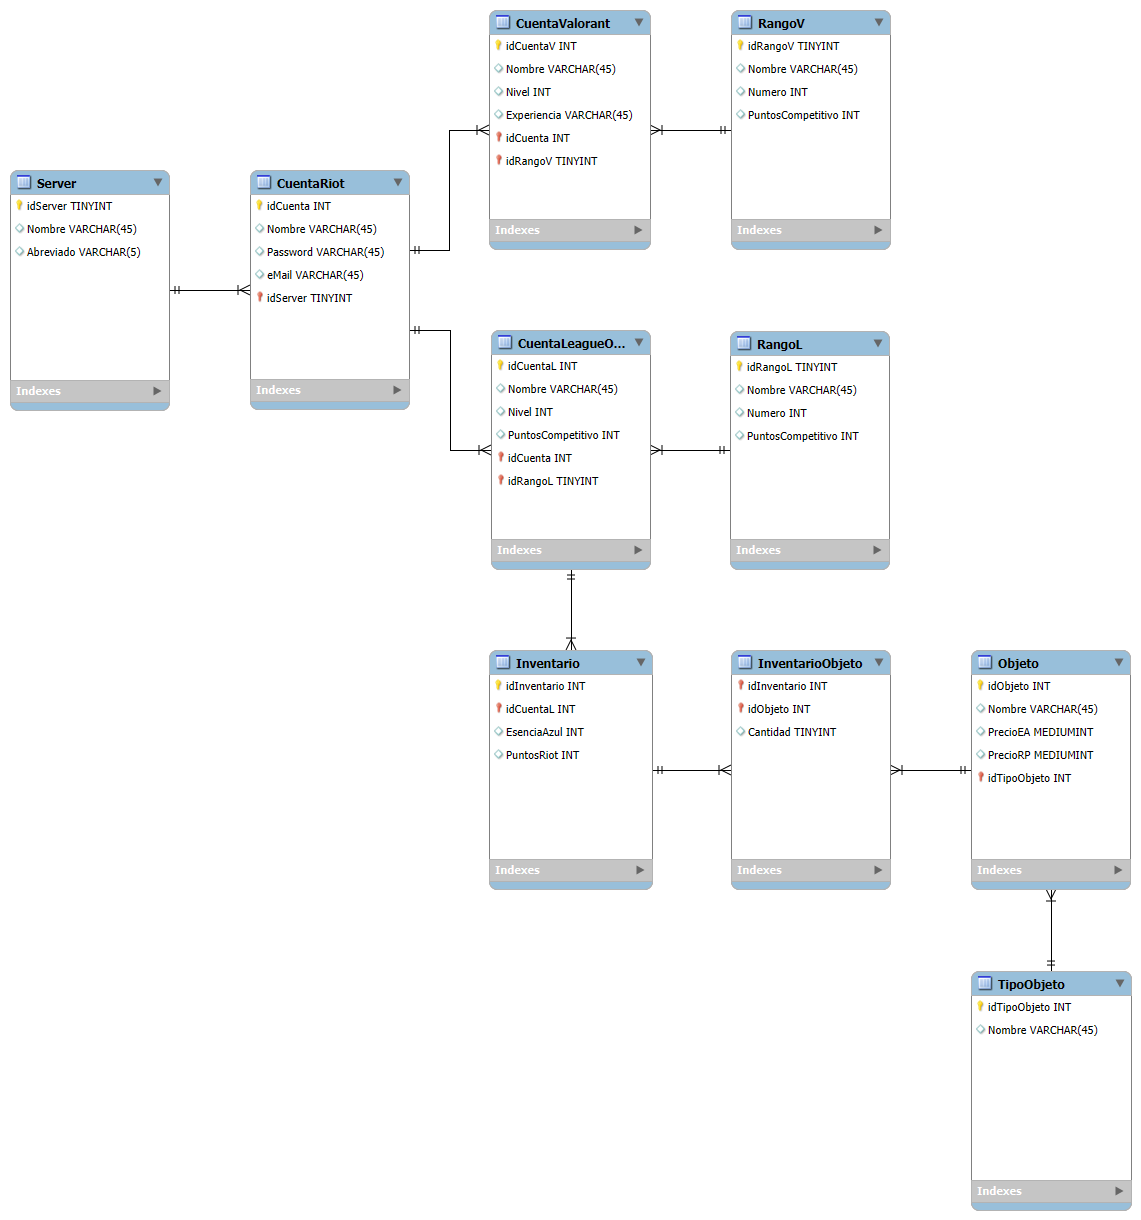 CuentaValorant
idCuentaV INT
Nombre VARCHAR(45)
Nivel INT
Experiencia VARCHAR(45)
idCuenta INT
idRangoV TINYINT
Indexes
RangoV
idRangoV TINYINT
Nombre VARCHAR(45)
Numero INT
PuntosCompetitivo INT
Indexes
Server
idServer TINYINT
Nombre VARCHAR(45)
Abreviado VARCHAR(5)
Indexes
CuentaRiot
idCuenta INT
Nombre VARCHAR(45)
Password VARCHAR(45)
eMail VARCHAR(45)
idServer TINYINT
Indexes
CuentaLeagueO...
idCuentaL INT
Nombre VARCHAR(45)
Nivel INT
PuntosCompetitivo INT
idCuenta INT
idRangoL TINYINT
Indexes
RangoL
idRangoL TINYINT
Nombre VARCHAR(45)
Numero INT
PuntosCompetitivo INT
Indexes
Inventario
idInventario INT
idCuentaL INT
EsenciaAzul INT
PuntosRiot INT
Indexes
InventarioObjeto
idInventario INT
idObjeto INT
Cantidad TINYINT
Indexes
Objeto
idObjeto INT
Nombre VARCHAR(45)
PrecioEA MEDIUMINT
PrecioRP MEDIUMINT
idTipoObjeto INT
Indexes
TipoObjeto
idTipoObjeto INT
Nombre VARCHAR(45)
Indexes